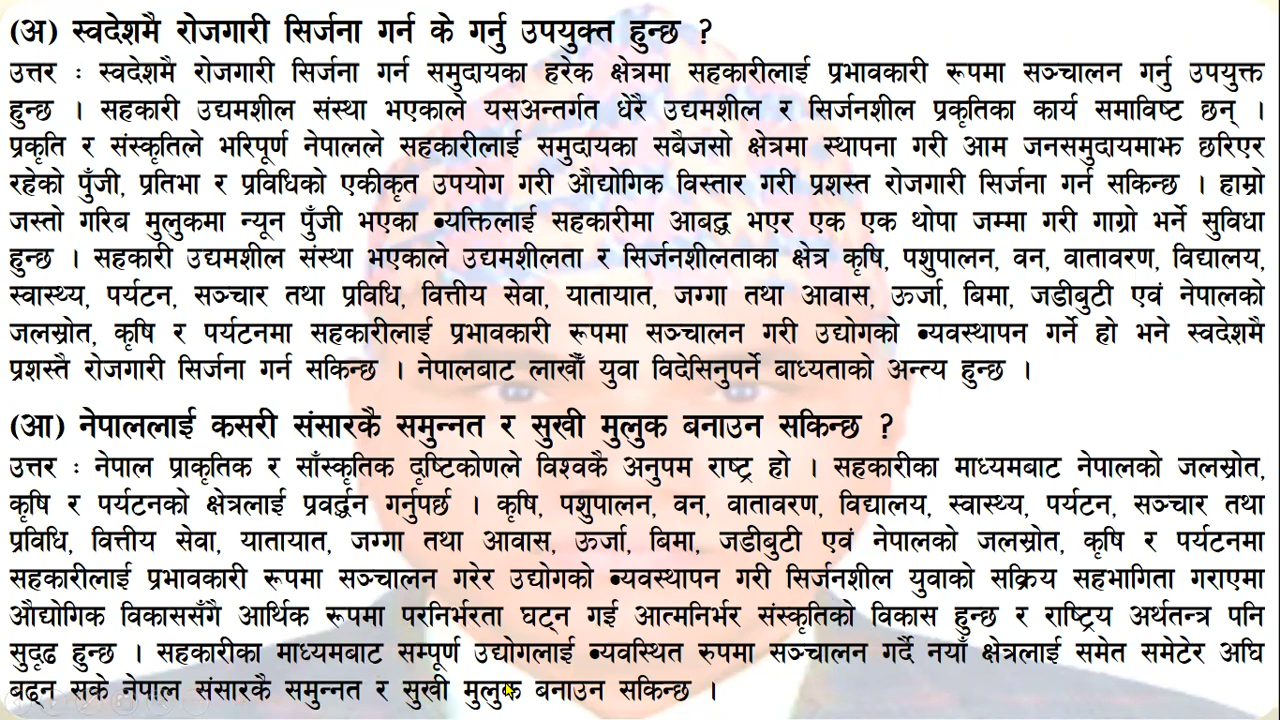 (अ) स्वदेशमै रोजगारी सिर्जना गर्न के गर्नु उपयुक्त हुन्छ ?
उत्तर : स्वदेशमै रोजगारी सिर्जना गर्न समुदायका हरेक क्षेत्रमा सहकारीलाई प्रभावकारी रूपमा सञ्चालन गर्नु उपयुक्त
हुन्छ । सहकारी उद्यमशील संस्था भएकाले यसअन्तर्गत धेरै उद्यमशील र सिर्जनशील प्रकृतिका कार्य समाविष्ट छन् ।
प्रकृति र संस्कृतिले भरिपूर्ण नेपालले सहकारीलाई समुदायका सबैजसो क्षेत्रमा स्थापना गरी आम जनसमुदायमाझ छरिएर
रहेको पुँजी, प्रतिभा र प्रविधिको एकीकृत उपयोग गरी औद्योगिक विस्तार गरी प्रशस्त रोजगारी सिर्जना गर्न सकिन्छ । हाम्रो
जस्तो गरिब मुलुकमा न्यून पुँजी भएका •यक्तिलाई सहकारीमा आबद्ध भएर एक एक थोपा जम्मा गरी गाग्रो भर्ने सुविधा
हुन्छ । सहकारी उद्यमशील संस्था भएकाले उद्यमशीलता र सिर्जनशीलताका क्षेत्र कृषि, पशुपालन, वन, वातावरण, विद्यालय,
स्वास्थ्य, पर्यटन, सञ्चार तथा प्रविधि, वित्तीय सेवा, यातायात, जग्गा तथा आवास, ऊर्जा, बिमा, जडीबुटी एवं नेपालको
जलस्रोत, कृषि र पर्यटनमा सहकारीलाई प्रभावकारी रूपमा सञ्चालन गरी उद्योगको •यवस्थापन गर्ने हो भने स्वदेशमै
प्रशस्तै रोजगारी सिर्जना गर्न सकिन्छ । नेपालबाट लाखौँ युवा विदेसिनुपर्ने बाध्यताको अन्त्य हुन्छ ।
(आ) नेपाललाई कसरी संसारकै समुन्नत र सुखी मुलुक बनाउन सकिन्छ ?
उत्तर : नेपाल प्राकृतिक र साँस्कृतिक दृष्टिकोणले विश्वकै अनुपम राष्ट्र हो । सहकारीका माध्यमबाट नेपालको जलस्रोत,
कृषि र पर्यटनको क्षेत्रलाई प्रवर्द्धन गर्नुपर्छ । कृषि, पशुपालन, वन, वातावरण, विद्यालय, स्वास्थ्य, पर्यटन, सञ्चार तथा
प्रविधि, वित्तीय सेवा, यातायात, जग्गा तथा आवास, ऊर्जा, बिमा, जडीबुटी एवं नेपालको जलस्रोत, कृषि र पर्यटनमा
सहकारीलाई प्रभावकारी रूपमा सञ्चालन गरेर उद्योगको •यवस्थापन गरी सिर्जनशील युवाको सक्रिय सहभागिता गराएमा
औद्योगिक विकाससँगै आर्थिक रूपमा परनिर्भरता घट्न गई आत्मनिर्भर संस्कृतिको विकास हुन्छ र राष्ट्रिय अर्थतन्त्र पनि
सुदृढ हुन्छ । सहकारीका माध्यमबाट सम्पूर्ण उद्योगलाई •यवस्थित रुपमा सञ्चालन गर्दै नयाँ क्षेत्रलाई समेत समेटेर अघि
बढ्न सके नेपाल संसारकै समुन्नत र सुखी मुलुक बनाउन सकिन्छ ।